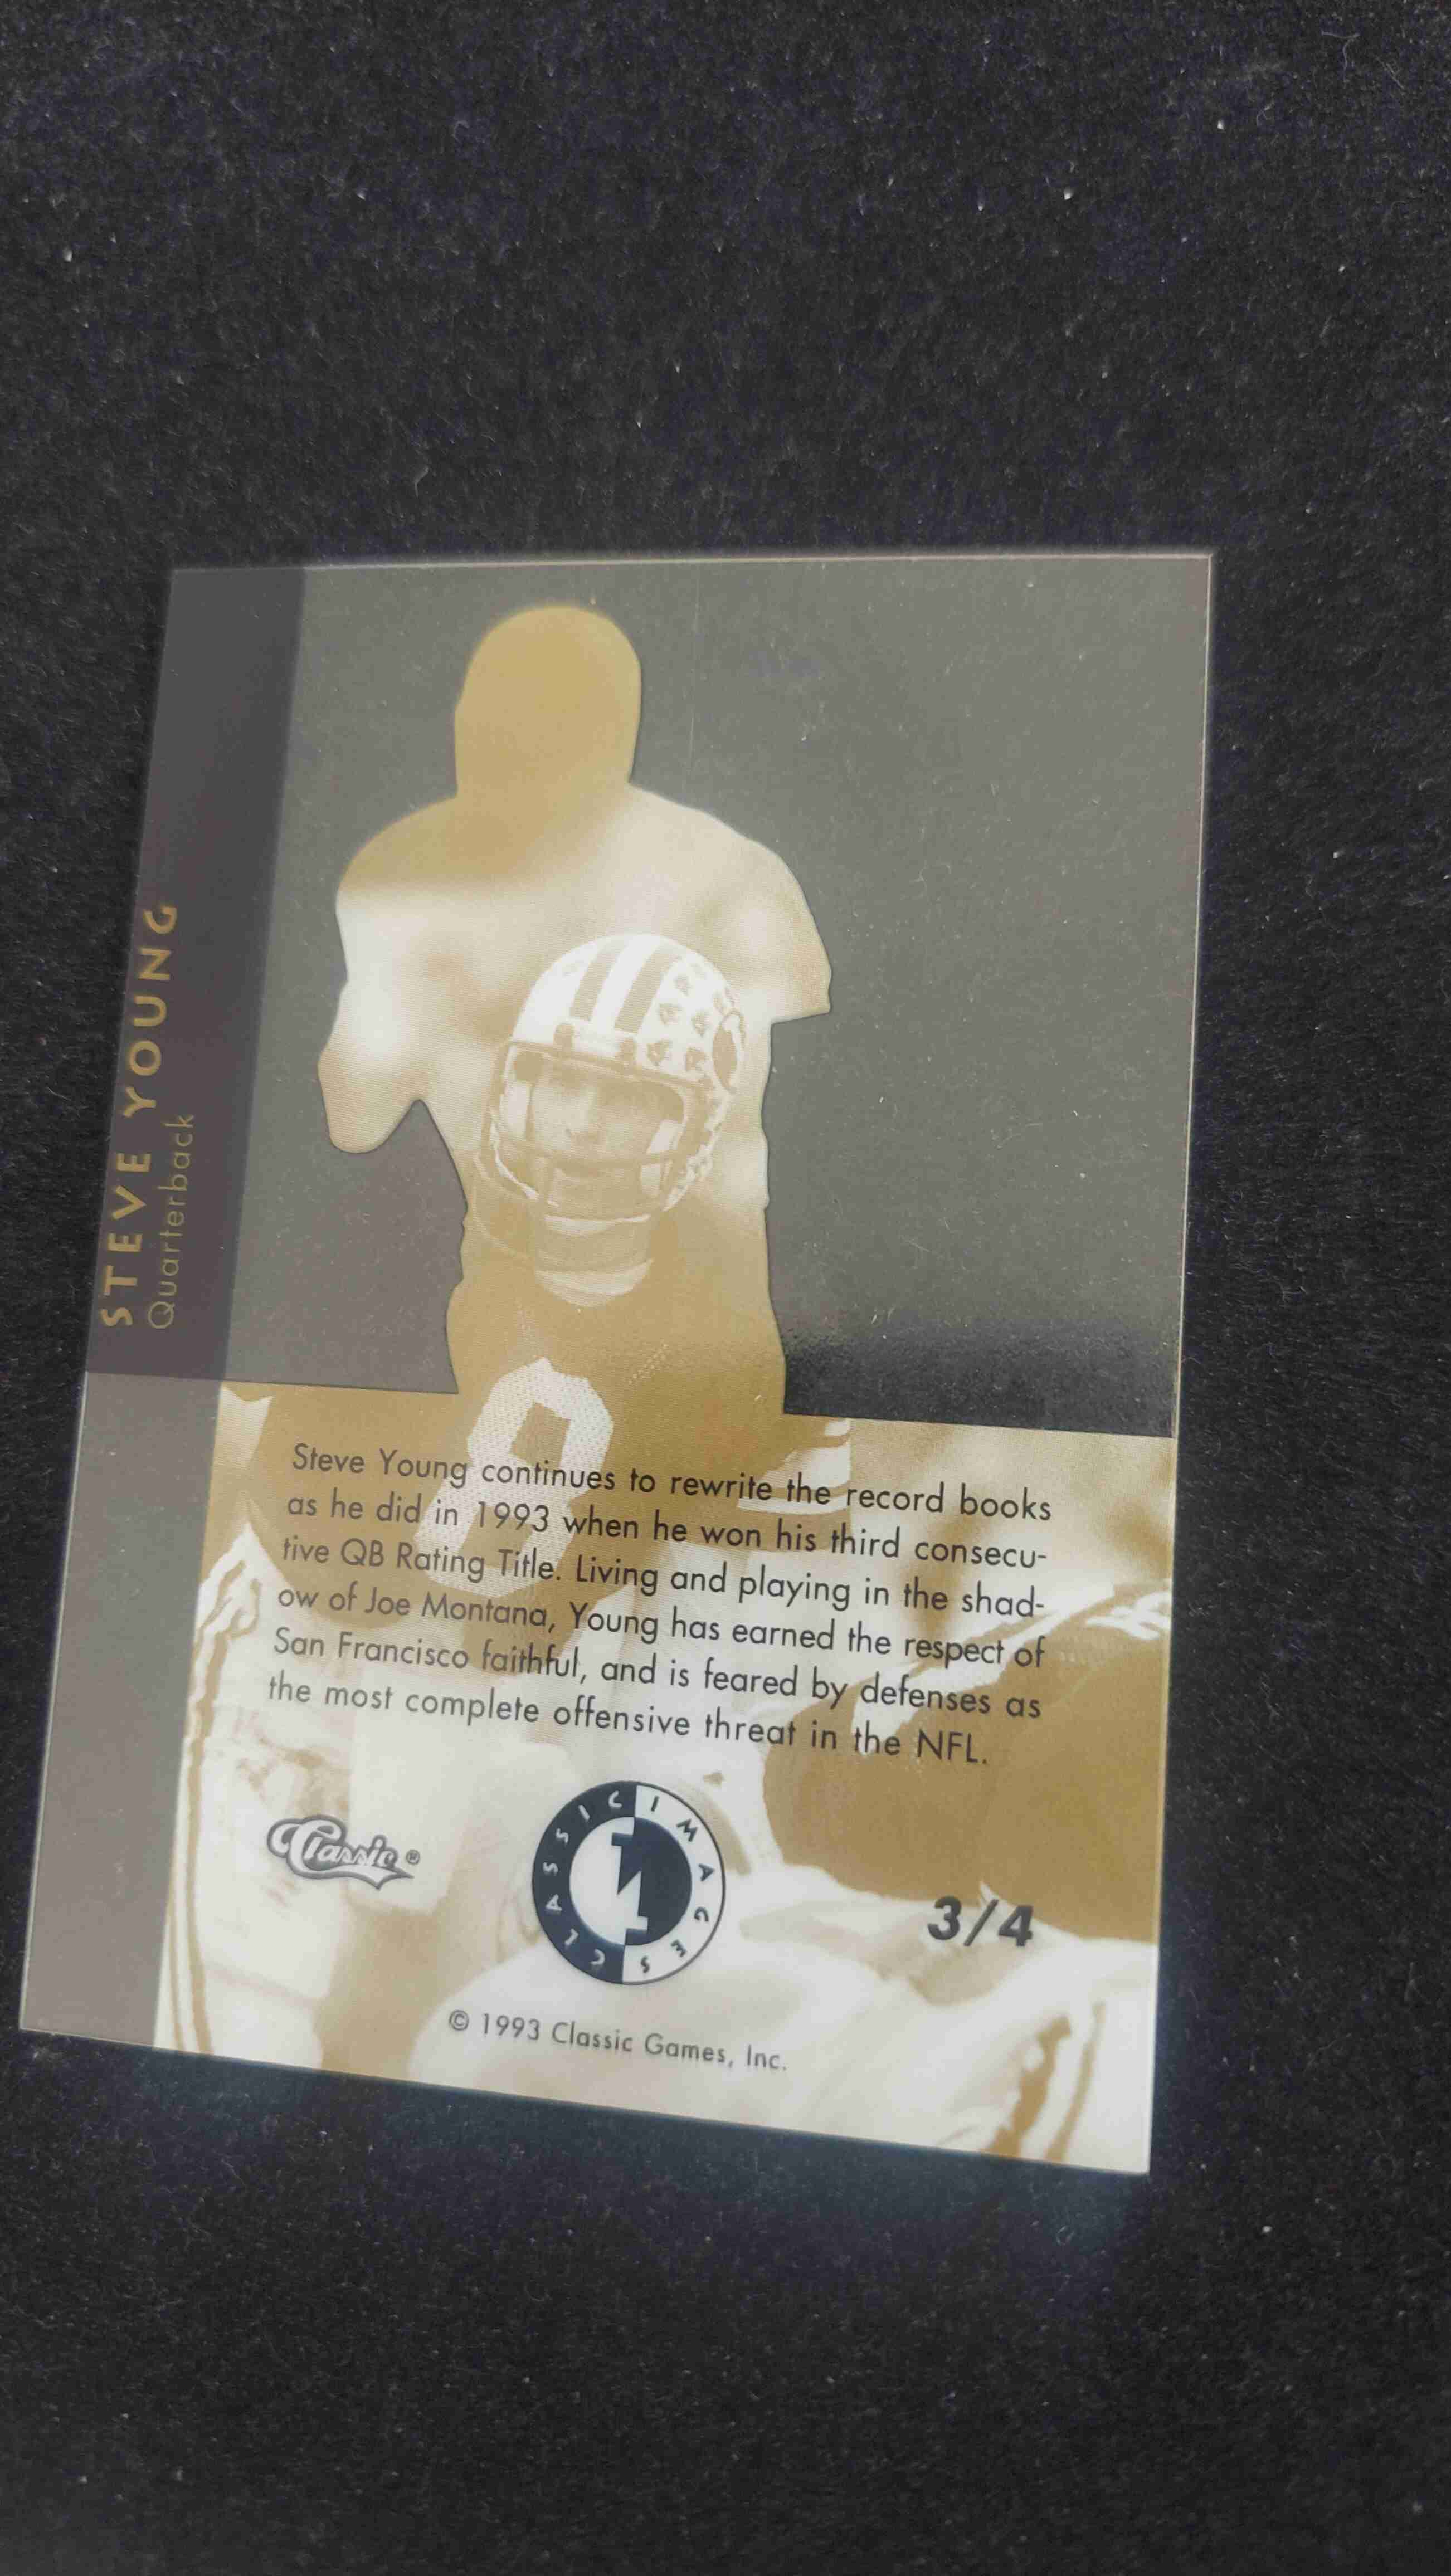 STEVE YOUNG
Quarterback
8
Steve Young continues to rewrite the record books
as he did in 1993 when he won his third consecu-
tive QB Rating Title. Living and playing in the shad-
ow of Joe Montana, Young has earned the respect of
San Francisco faithful, and is feared by defenses as
the most complete offensive threat in the NFL.
Classic®
CLASSIC IMAGES
3/4
© 1993 Classic Games, Inc.